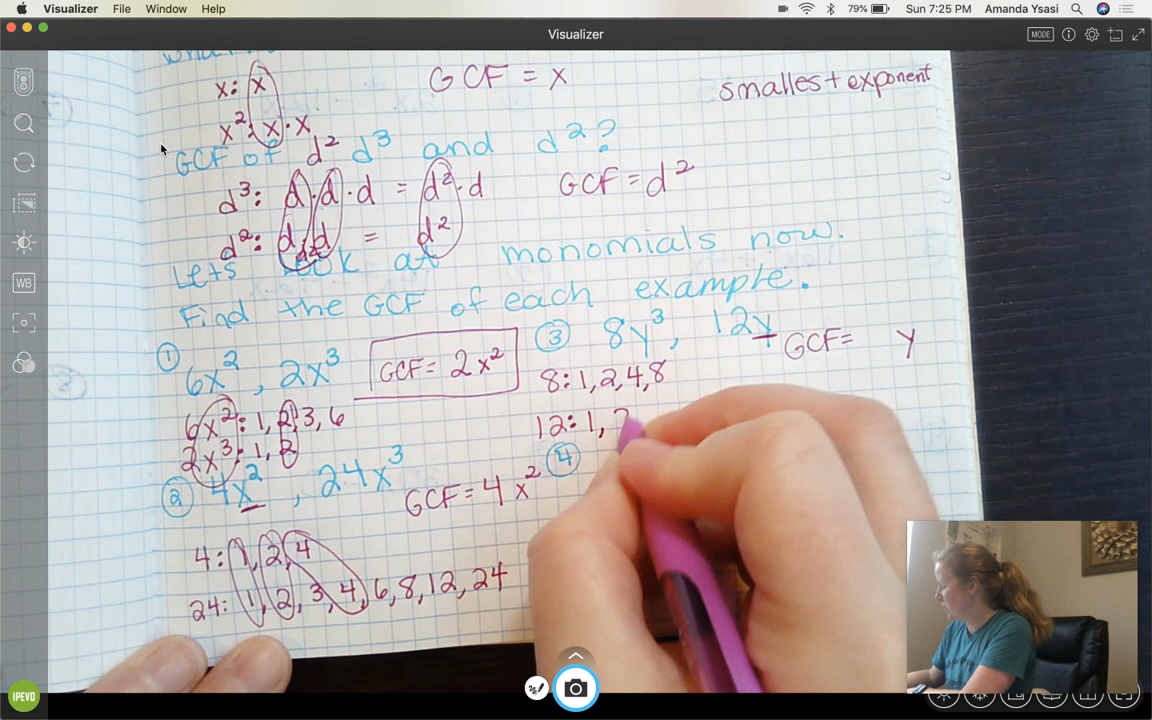 Visualizer File Window Help 79% Sun 7:25 PM Amanda Ysasi
Visualizer
MODE
x: x
GCF = x
smallest exponent
x²: x · x
GCF of d³ and d²?
d²
d³: d · d · d = d² · d
GCF = d²
d²: d · d = d²
Lets look at monomials now.
Find the GCF of each example.
① 6x², 2x³
GCF = 2x²
6x²: 1, 2, 3, 6
2x³: 1, 2
② 4x², 24x³
GCF = 4x²
4: 1, 2, 4
24: 1, 2, 3, 4, 6, 8, 12, 24
③ 8y³, 12y
GCF = y
8: 1, 2, 4, 8
12: 1,
④
WB
IPEVO